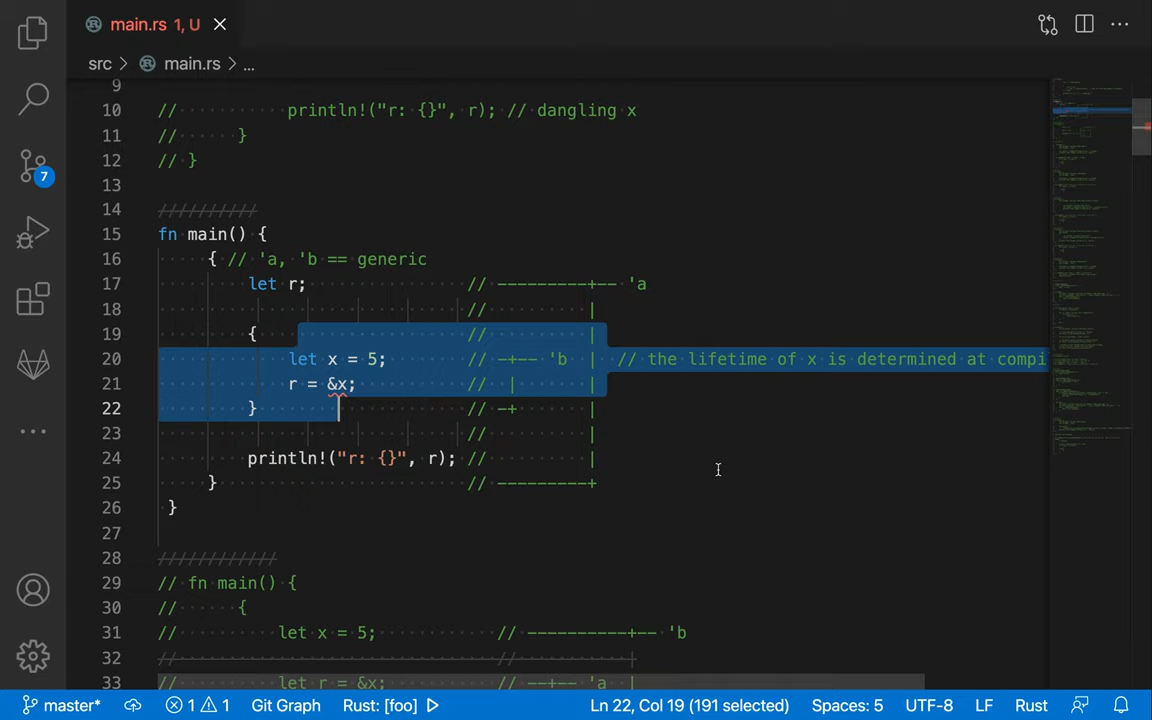 main.rs 1, U
src > main.rs > ...
9
10 // println!("r: {}", r); // dangling x
11 // }
12 // }
13
14 //////////
15 fn main() {
16 { // 'a, 'b == generic
17 let r; // ---------+-- 'a
18 // |
19 { // |
20 let x = 5; // -+-- 'b | // the lifetime of x is determined at compi
21 r = &x; // | |
22 } // -+ |
23 // |
24 println!("r: {}", r); // |
25 } // ---------+
26 }
27
28 ////////////
29 // fn main() {
30 // {
31 // let x = 5; // ----------+-- 'b
32 // // |
33 // let r = &x; // --+-- 'a |
7
master* 1 1 Git Graph Rust: [foo] Ln 22, Col 19 (191 selected) Spaces: 5 UTF-8 LF Rust